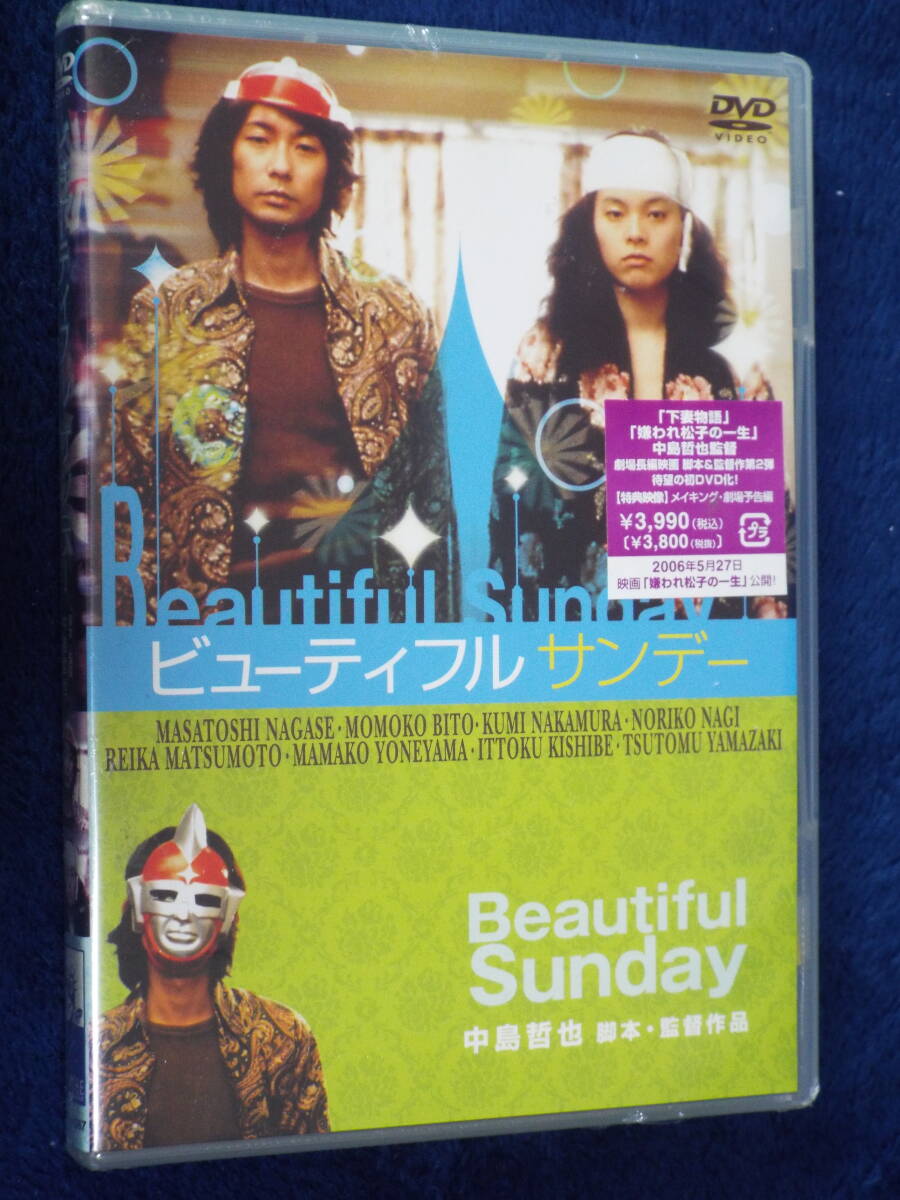 DVD
VIDEO
「下妻物語」
「嫌われ松子の一生」
中島哲也監督
劇場長編映画 脚本&監督作第2弾
待望の初DVD化!
【特典映像】メイキング・劇場予告編
¥3,990(税込)
〔¥3,800(税抜)〕
プラ
2006年5月27日
映画「嫌われ松子の一生」公開!
Beautiful Sunday
ビューティフル サンデー
MASATOSHI NAGASE・MOMOKO BITO・KUMI NAKAMURA・NORIKO NAGI
REIKA MATSUMOTO・MAMAKO YONEYAMA・ITTOKU KISHIBE・TSUTOMU YAMAZAKI
Beautiful
Sunday
中島哲也 脚本・監督作品